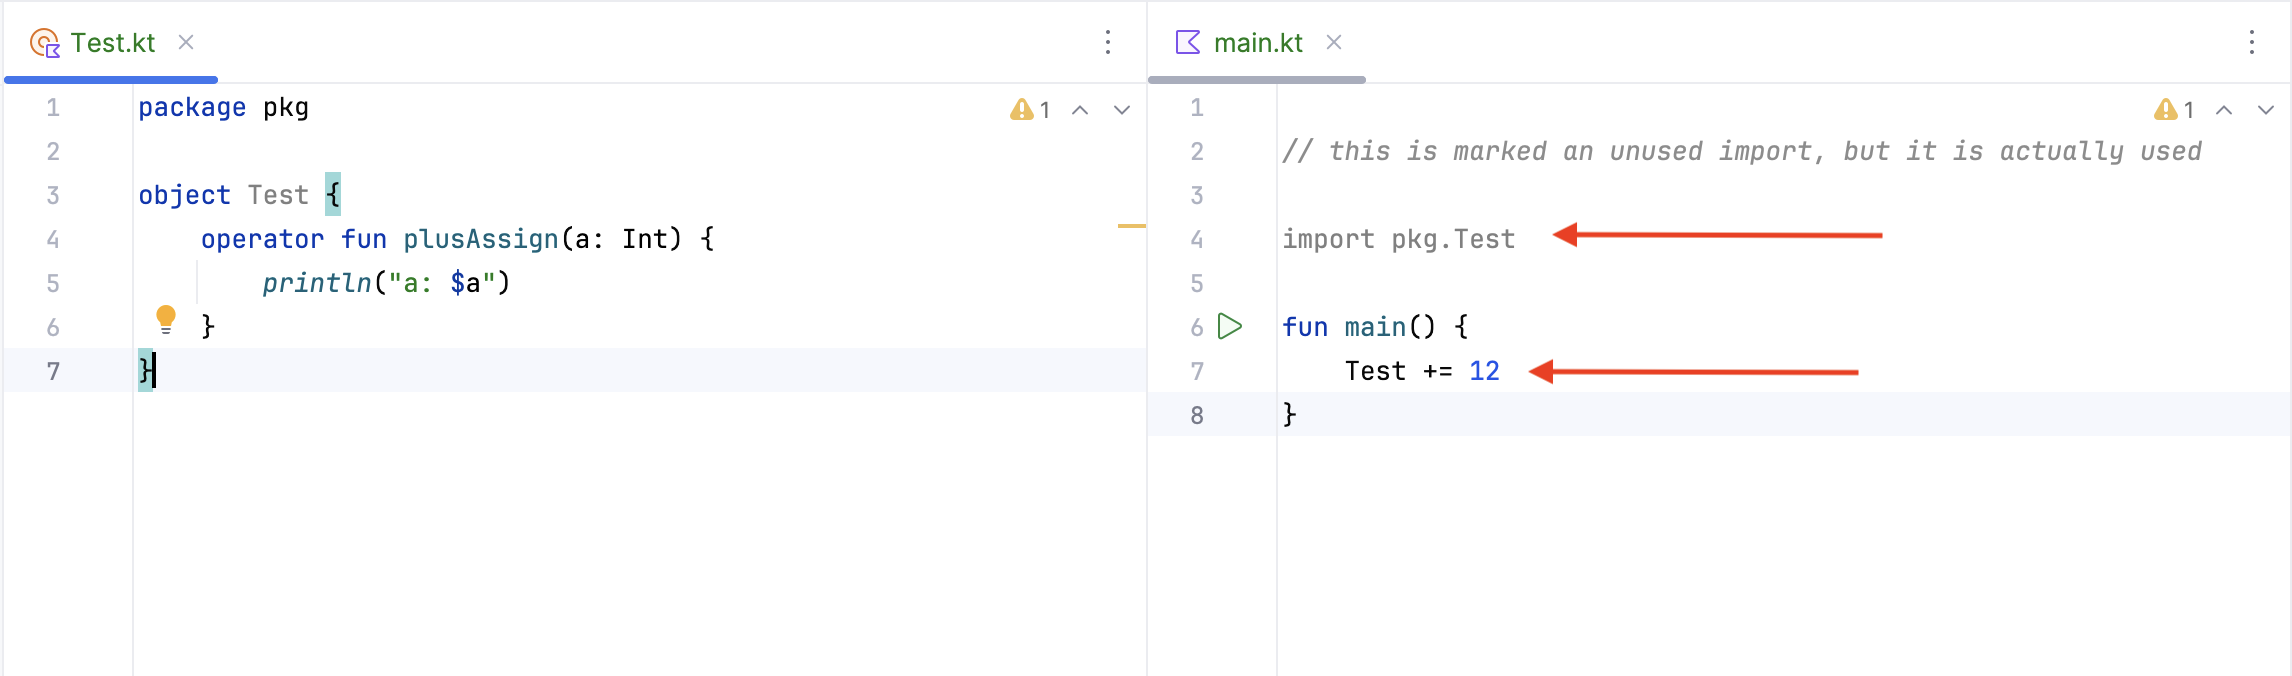 Test.kt
1
1 package pkg
2
3 object Test {
4 operator fun plusAssign(a: Int) {
5 println("a: $a")
6 }
7 }
main.kt
1
1
2 // this is marked an unused import, but it is actually used
3
4 import pkg.Test
5
6 fun main() {
7 Test += 12
8 }